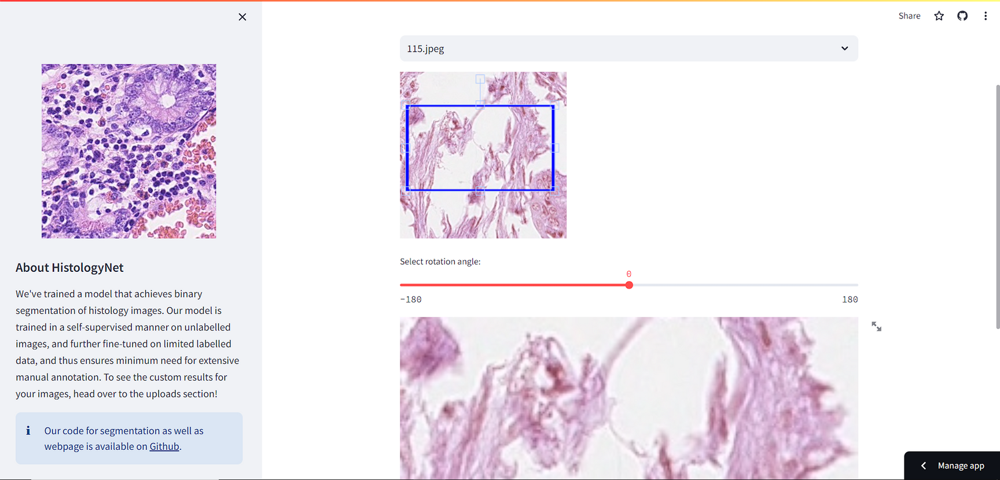 Share
115.jpeg
Select rotation angle:
0
-180
180
About HistologyNet
We've trained a model that achieves binary
segmentation of histology images. Our model is
trained in a self-supervised manner on unlabelled
images, and further fine-tuned on limited labelled
data, and thus ensures minimum need for extensive
manual annotation. To see the custom results for
your images, head over to the uploads section!
Our code for segmentation as well as
webpage is available on Github.
Manage app